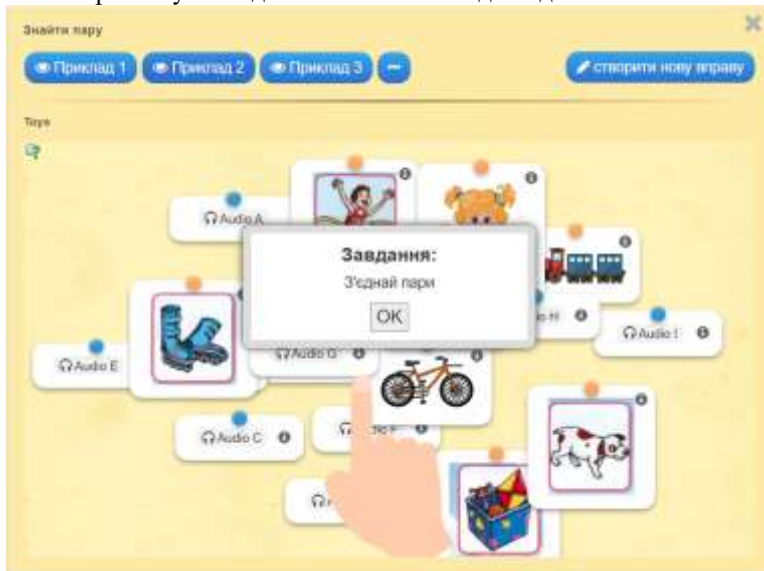 Знайти пару
Приклад 1
Приклад 2
Приклад 3
створити нову вправу
Toys
Audio A
Завдання:
З'єднай пари
OK
Audio E
Audio G
Audio C